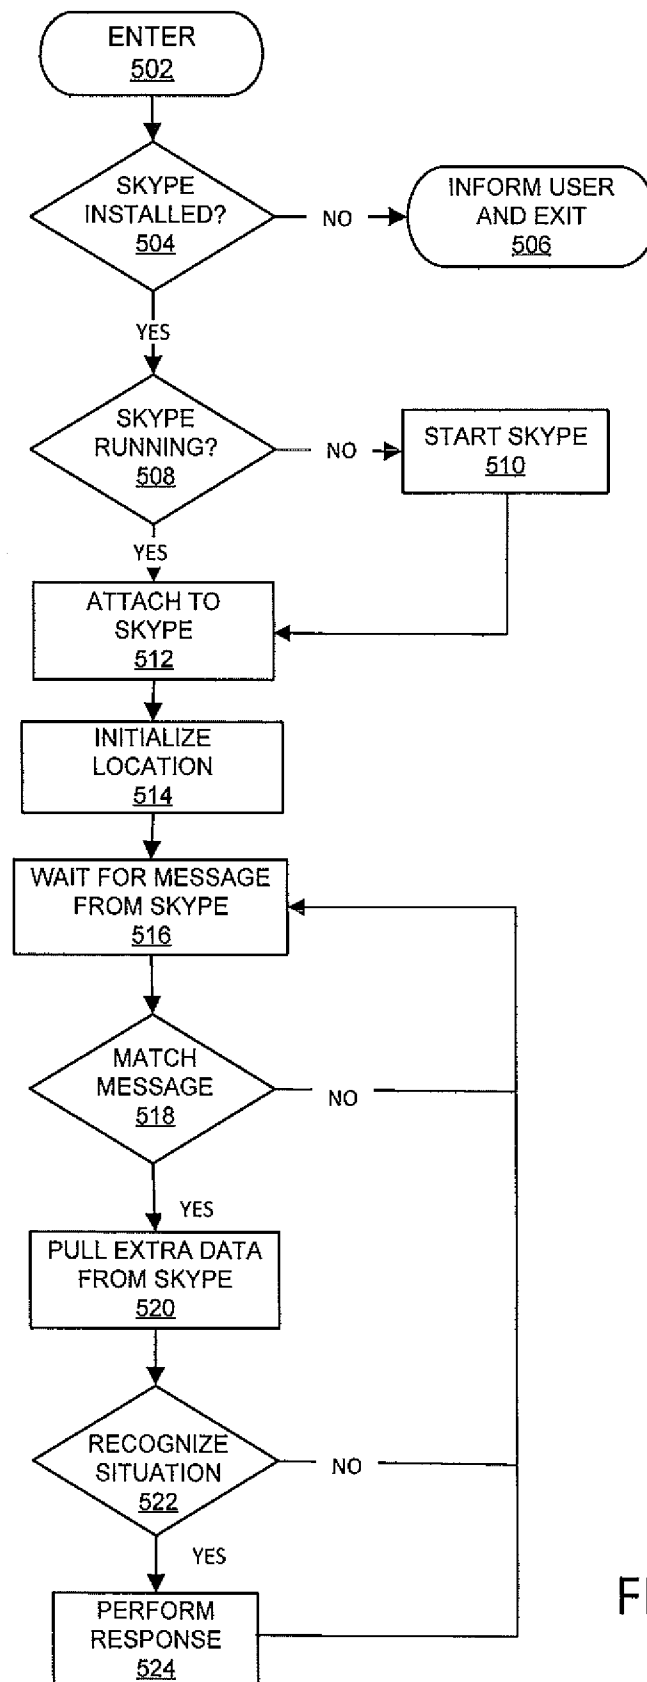 ENTER
502
SKYPE
INSTALLED?
504
NO
INFORM USER
AND EXIT
506
YES
SKYPE
RUNNING?
508
NO
START SKYPE
510
YES
ATTACH TO
SKYPE
512
INITIALIZE
LOCATION
514
WAIT FOR MESSAGE
FROM SKYPE
516
MATCH
MESSAGE
518
NO
YES
PULL EXTRA DATA
FROM SKYPE
520
RECOGNIZE
SITUATION
522
NO
YES
PERFORM
RESPONSE
524